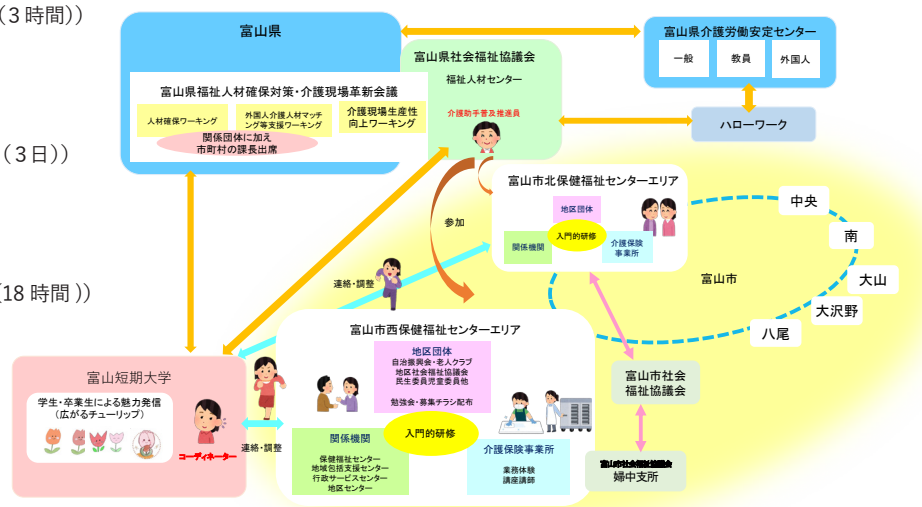 (３時間))
(３日))
(18 時間 ))
富山県
富山県福祉人材確保対策・介護現場革新会議
人材確保ワーキング
外国人介護人材マッチ
ング等支援ワーキング
介護現場生産性
向上ワーキング
関係団体に加え
市町村の課長出席
富山県社会福祉協議会
福祉人材センター
介護助手普及推進員
富山県介護労働安定センター
一般
教員
外国人
ハローワーク
富山市北保健福祉センターエリア
地区団体
関係機関
入門的研修
介護保険
事業所
参加
連絡・調整
中央
南
大山
大沢野
八尾
富山市
富山市西保健福祉センターエリア
地区団体
自治振興会・老人クラブ
地区社会福祉協議会
民生委員児童委員他
勉強会・募集チラシ配布
関係機関
保健福祉センター
地域包括支援センター
行政サービスセンター
地区センター
入門的研修
介護保険事業所
業務体験
講座講師
富山短期大学
学生・卒業生による魅力発信
（広がるチューリップ）
コーディネーター
連絡・調整
富山市社会
福祉協議会
富山市社会福祉協議会
婦中支所